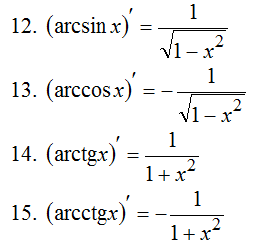 12. (arcsin x)′ = 1/√(1 − x²)
13. (arccos x)′ = − 1/√(1 − x²)
14. (arctgx)′ = 1/(1 + x²)
15. (arcctgx)′ = − 1/(1 + x²)